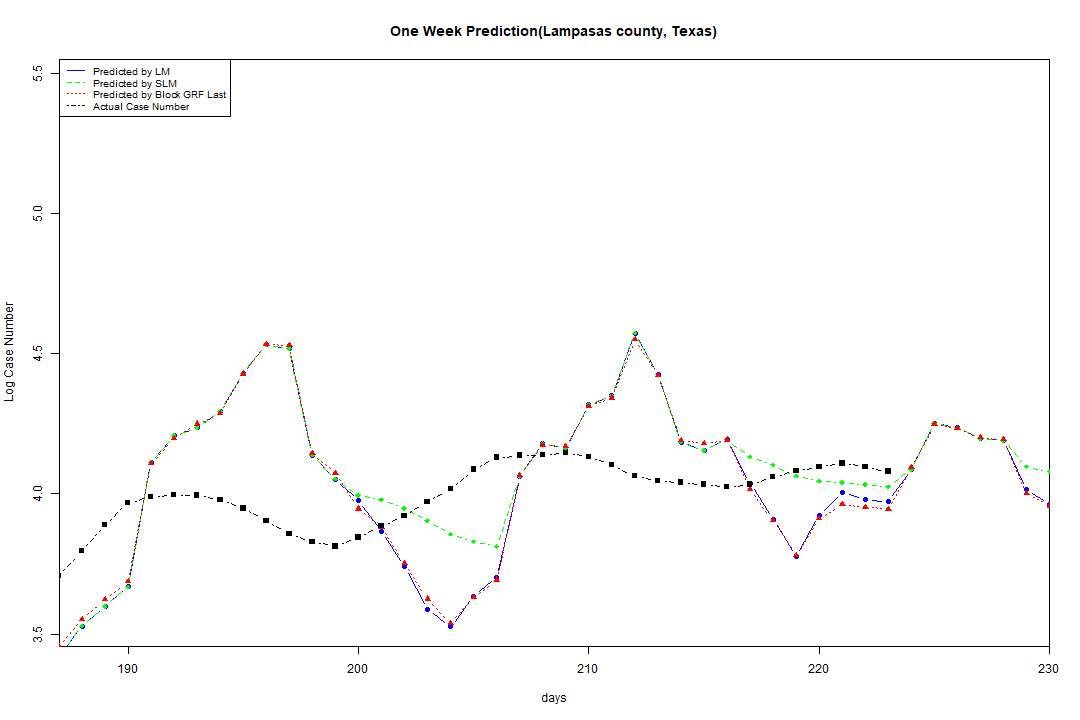 One Week Prediction(Lampasas county, Texas)
Predicted by LM
Predicted by SLM
Predicted by Block GRF Last
Actual Case Number
5.5
5.0
4.5
4.0
3.5
Log Case Number
190 200 210 220 230
days